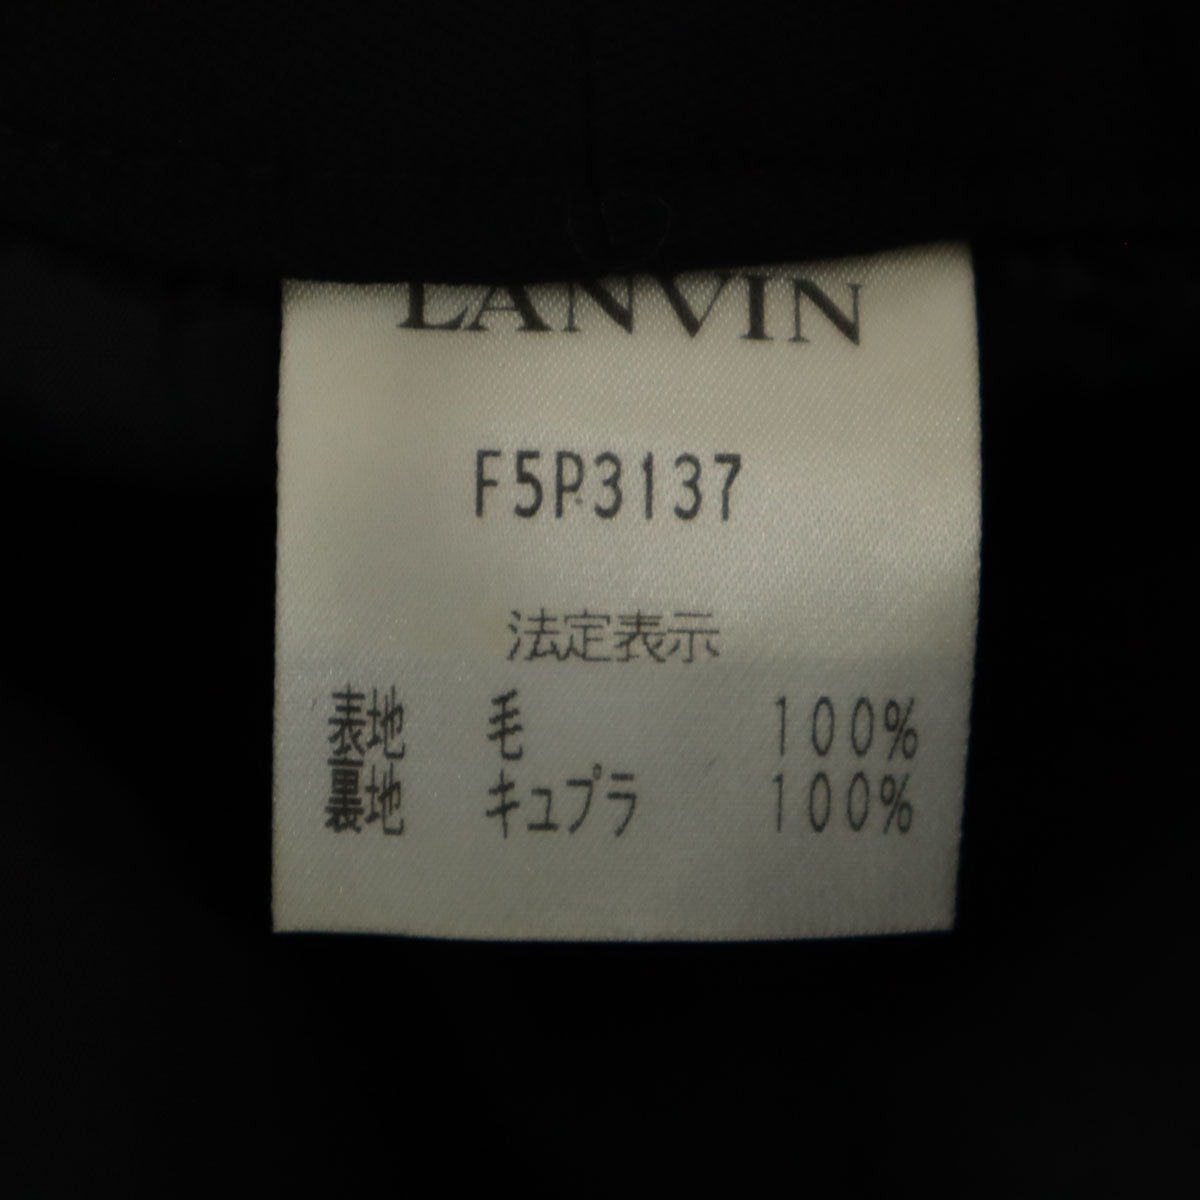 LANVIN
F5P3137
法定表示
表地 毛 100%
裏地 キュプラ 100%